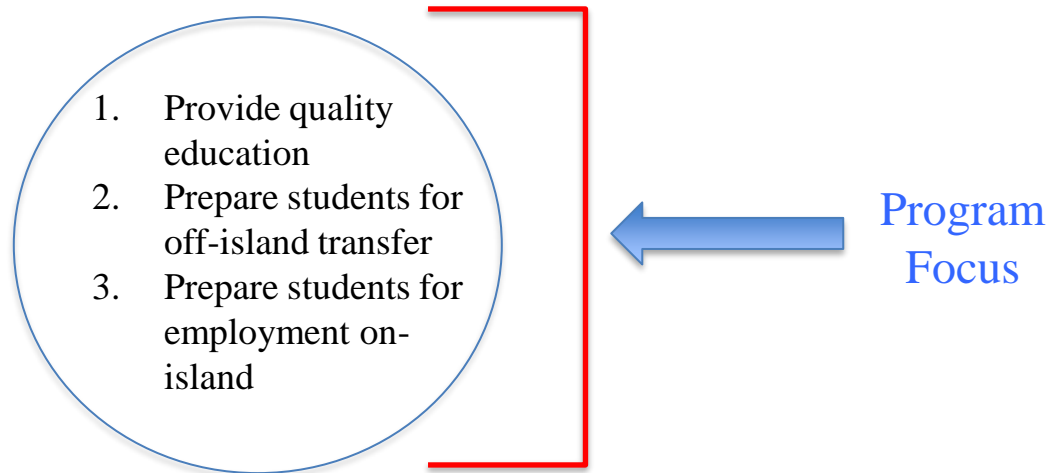 1. Provide quality
education
2. Prepare students for
off-island transfer
3. Prepare students for
employment on-
island
Program
Focus